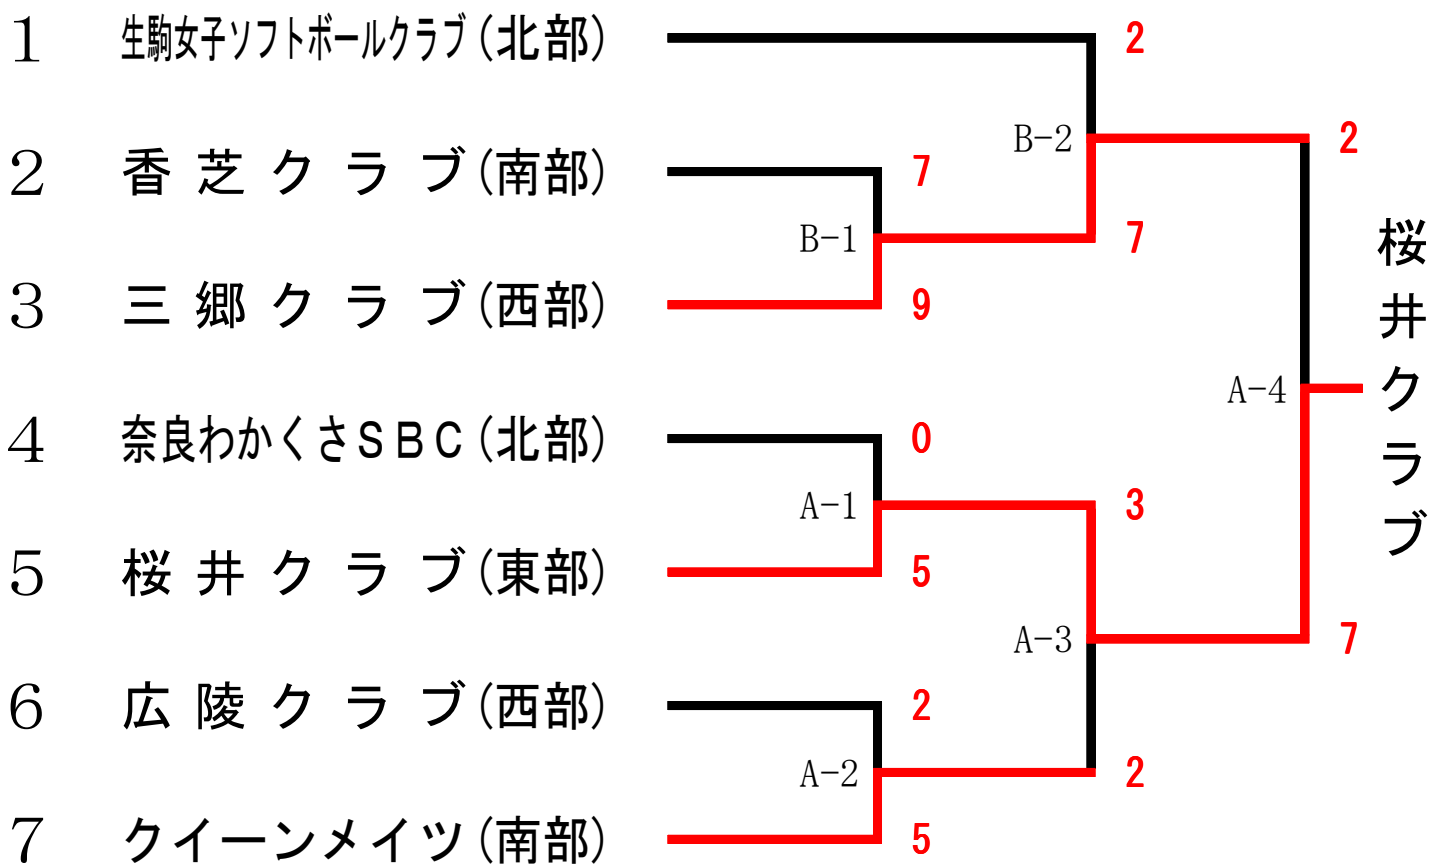 1 生駒女子ソフトボールクラブ(北部)
2
B-2
2
2 香芝クラブ(南部)
7
B-1
7
3 三郷クラブ(西部)
9
桜井クラブ
A-4
4 奈良わかくさSBC(北部)
0
A-1
3
5 桜井クラブ(東部)
5
A-3
7
6 広陵クラブ(西部)
2
A-2
2
7 クイーンメイツ(南部)
5